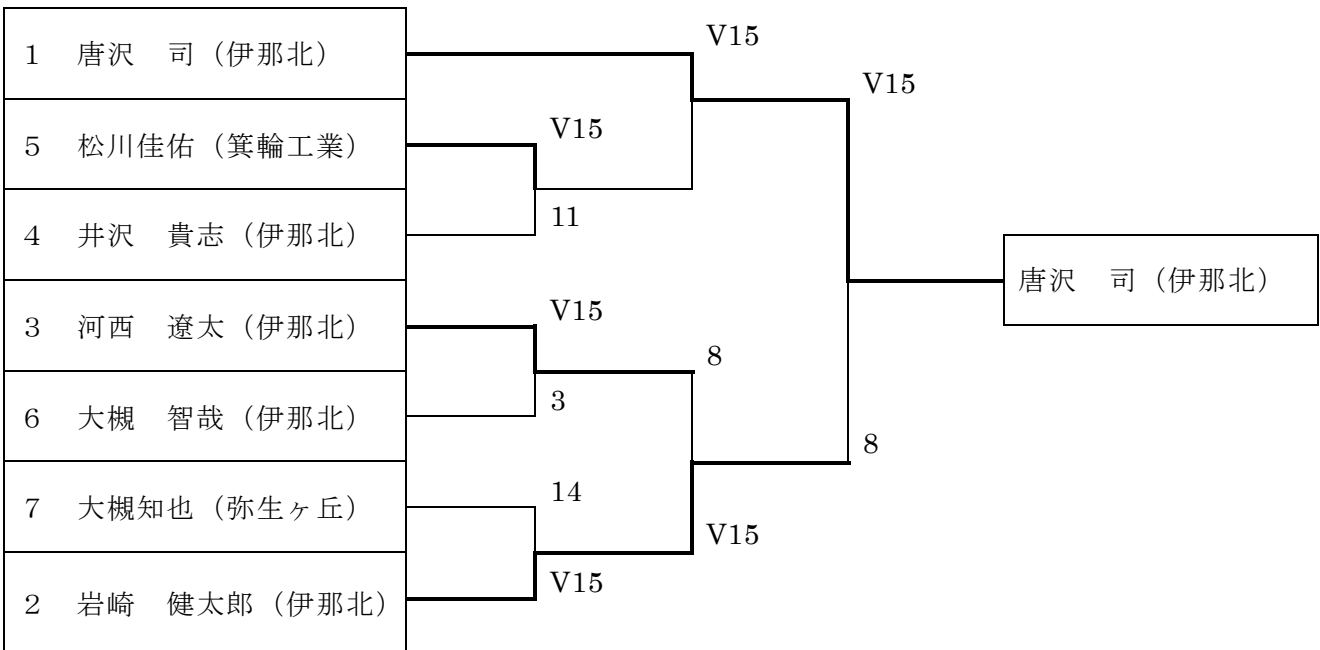 1 唐沢 司（伊那北）
5 松川佳佑（箕輪工業）
4 井沢 貴志（伊那北）
3 河西 遼太（伊那北）
6 大槻 智哉（伊那北）
7 大槻知也（弥生ヶ丘）
2 岩崎 健太郎（伊那北）
V15
11
V15
3
14
V15
V15
8
V15
V15
8
唐沢 司（伊那北）